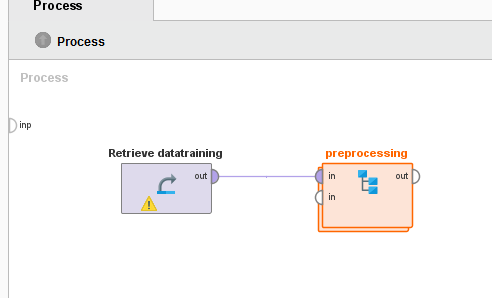 Process
Process
Process
inp
Retrieve datatraining
out
preprocessing
in
in
out